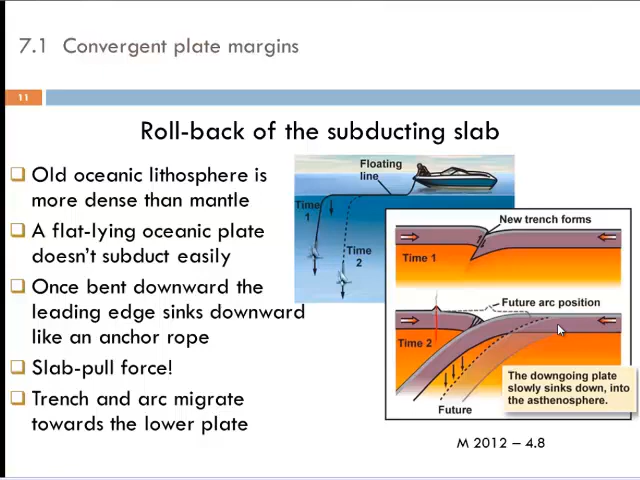 7.1 Convergent plate margins
11
Roll-back of the subducting slab
Old oceanic lithosphere is
more dense than mantle
A flat-lying oceanic plate
doesn't subduct easily
Once bent downward the
leading edge sinks downward
like an anchor rope
Slab-pull force!
Trench and arc migrate
towards the lower plate
Floating
line
Time
1
Time
2
New trench forms
Time 1
Future arc position
Time 2
The downgoing plate
slowly sinks down, into
the asthenosphere.
Future
M 2012 – 4.8